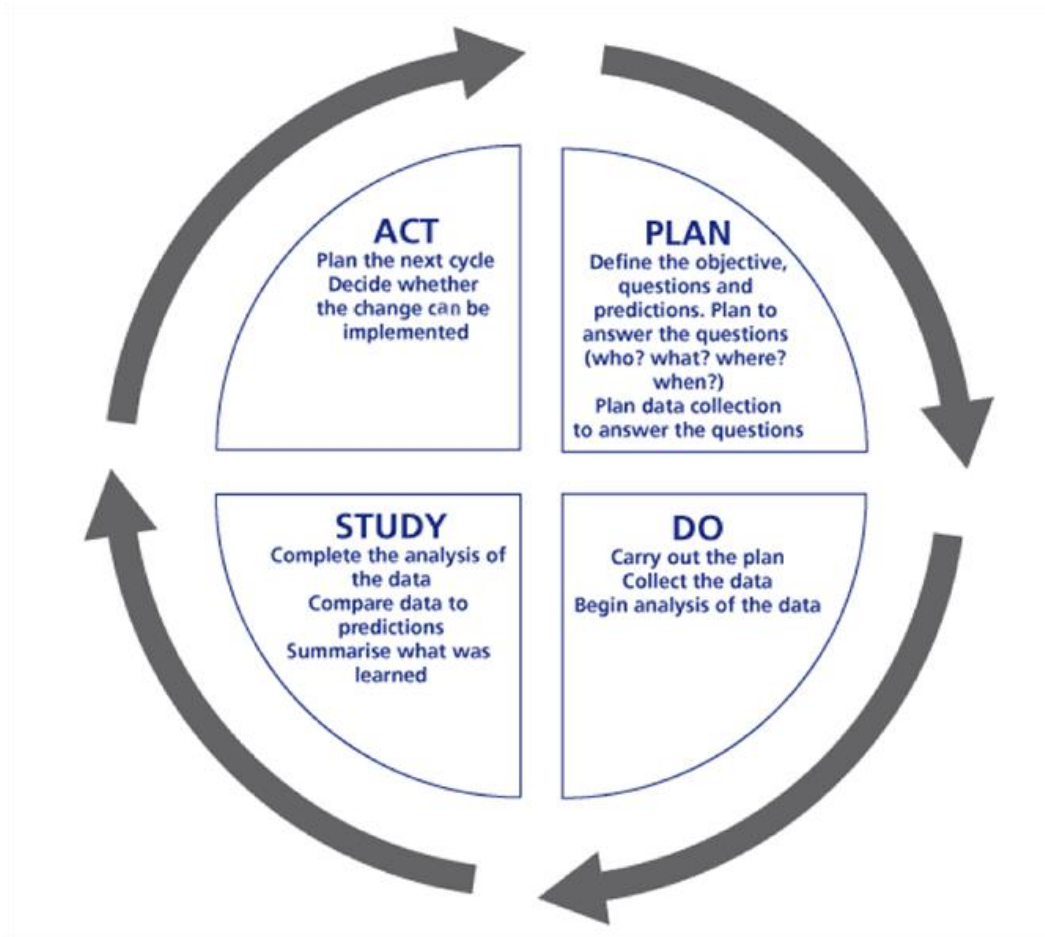 ACT
Plan the next cycle
Decide whether
the change can be
implemented
PLAN
Define the objective,
questions and
predictions. Plan to
answer the questions
(who? what? where?
when?)
Plan data collection
to answer the questions
STUDY
Complete the analysis of
the data
Compare data to
predictions
Summarise what was
learned
DO
Carry out the plan
Collect the data
Begin analysis of the data